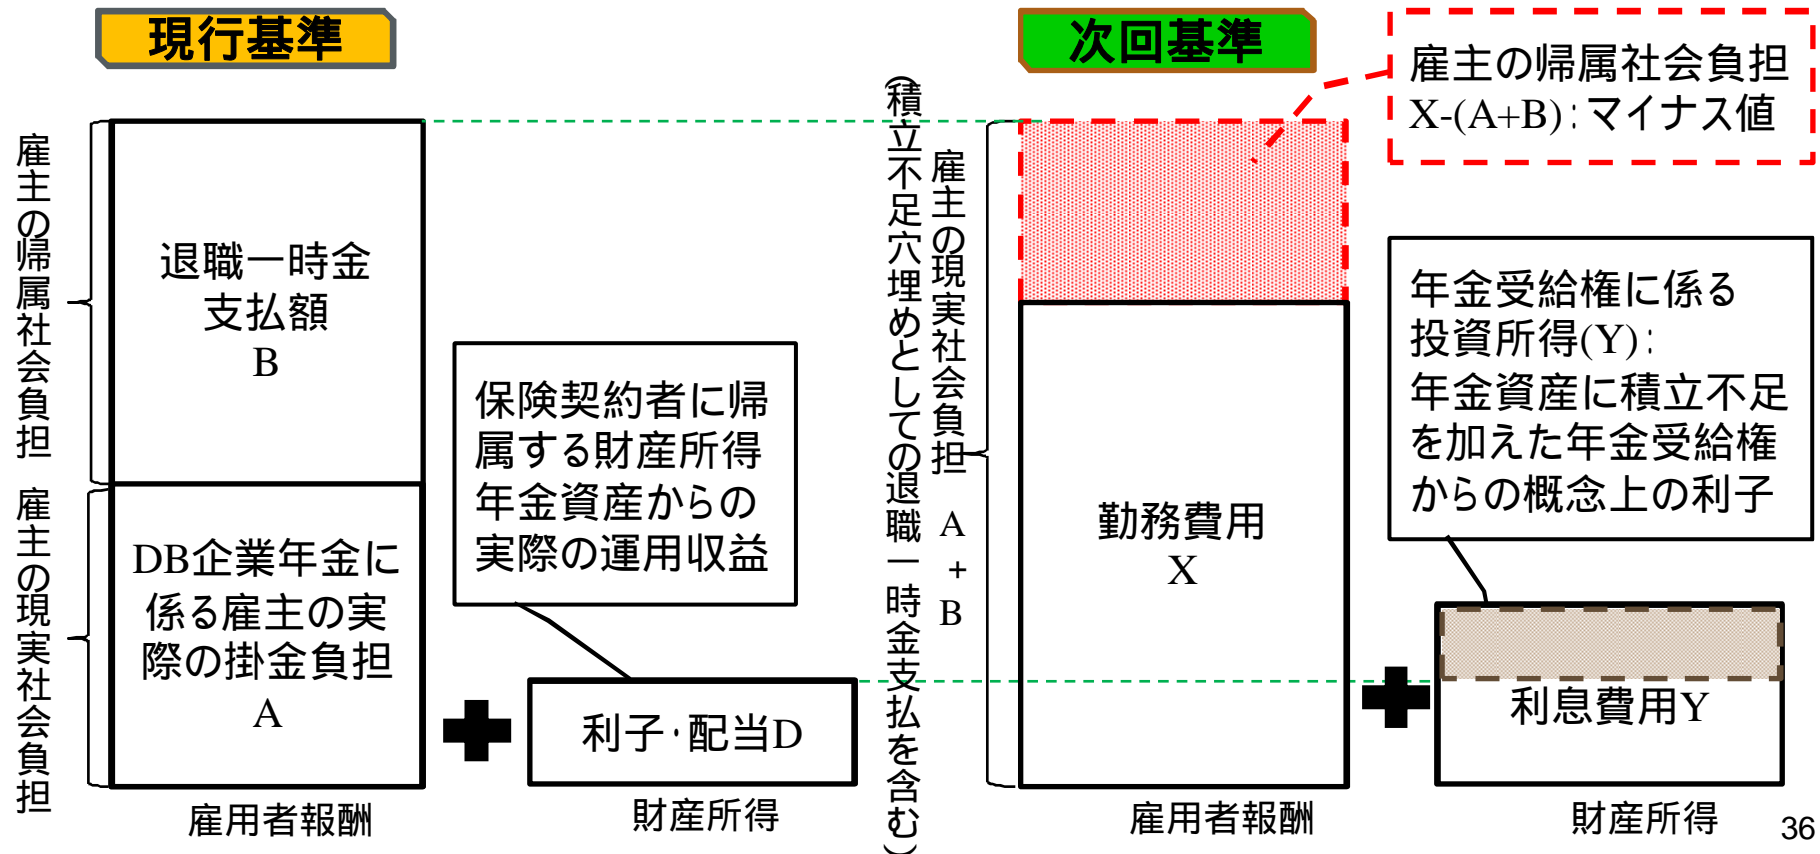 現行基準
雇主の帰属社会負担
雇主の現実社会負担
退職一時金
支払額
B
DB企業年金に
係る雇主の実
際の掛金負担
A
雇用者報酬
保険契約者に帰
属する財産所得
年金資産からの
実際の運用収益
利子・配当D
財産所得
次回基準
(積立不足穴埋めとしての退職一時金支払を含む)
雇主の現実社会負担 A+B
雇主の帰属社会負担
X-(A+B):マイナス値
勤務費用
X
雇用者報酬
年金受給権に係る
投資所得(Y):
年金資産に積立不足
を加えた年金受給権
からの概念上の利子
利息費用Y
財産所得
36